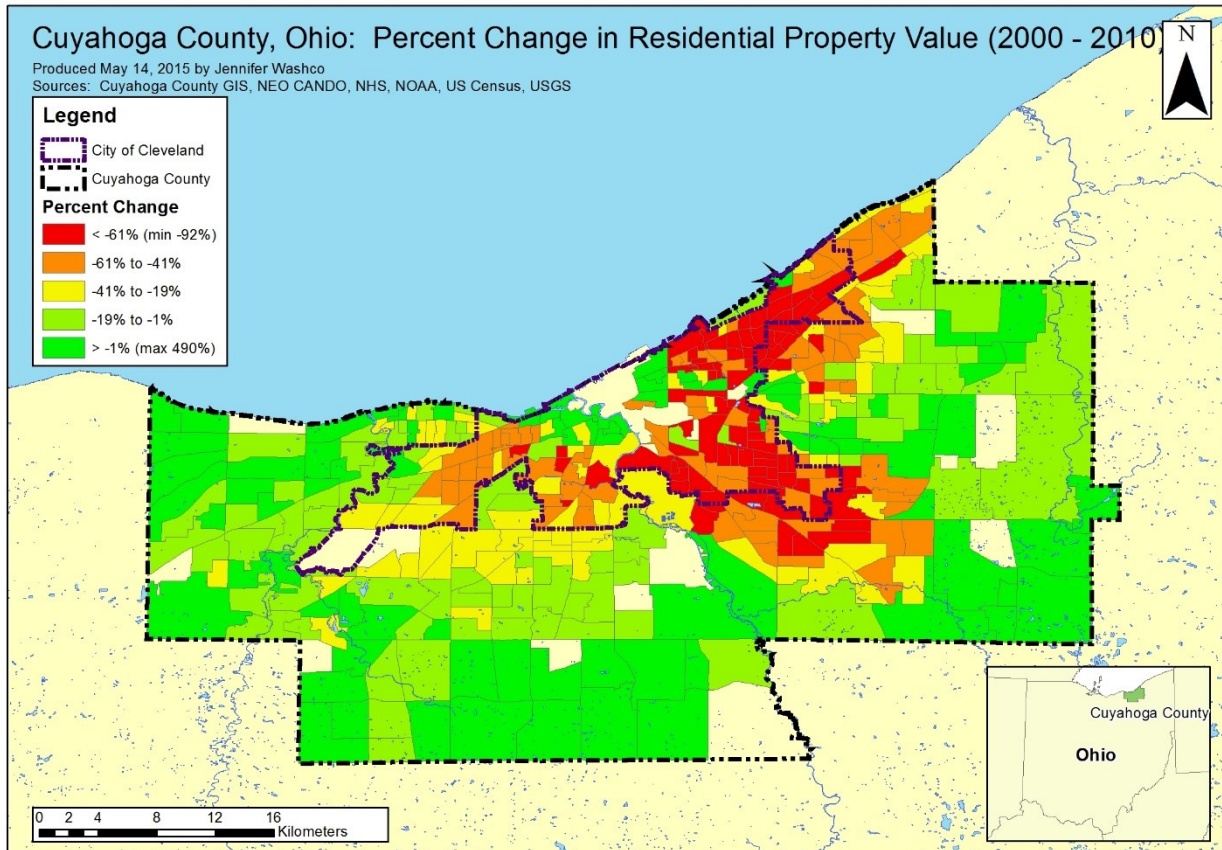 Cuyahoga County, Ohio: Percent Change in Residential Property Value (2000 - 2010)
N
Produced May 14, 2015 by Jennifer Washco
Sources: Cuyahoga County GIS, NEO CANDO, NHS, NOAA, US Census, USGS
Legend
City of Cleveland
Cuyahoga County
Percent Change
< -61% (min -92%)
-61% to -41%
-41% to -19%
-19% to -1%
> -1% (max 490%)
Cuyahoga County
Ohio
0 2 4 8 12 16
Kilometers